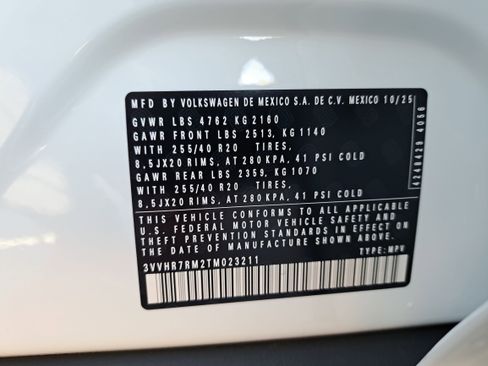 MFD BY VOLKSWAGEN DE MEXICO S.A. DE C.V. MEXICO 10/25
GVWR LBS 4762 KG 2160
GAWR FRONT LBS 2513, KG 1140
WITH 255/40 R20 TIRES,
8,5JX20 RIMS, AT 280 KPA, 41 PSI COLD
GAWR REAR LBS 2359, KG 1070
WITH 255/40 R20 TIRES,
8,5JX20 RIMS, AT 280 KPA, 41 PSI COLD
THIS VEHICLE CONFORMS TO ALL APPLICABLE
U.S. FEDERAL MOTOR VEHICLE SAFETY AND
THEFT PREVENTION STANDARDS IN EFFECT ON
THE DATE OF MANUFACTURE SHOWN ABOVE.
3VVHR7RM2TM023211 TYPE: MPV
4240429 4056